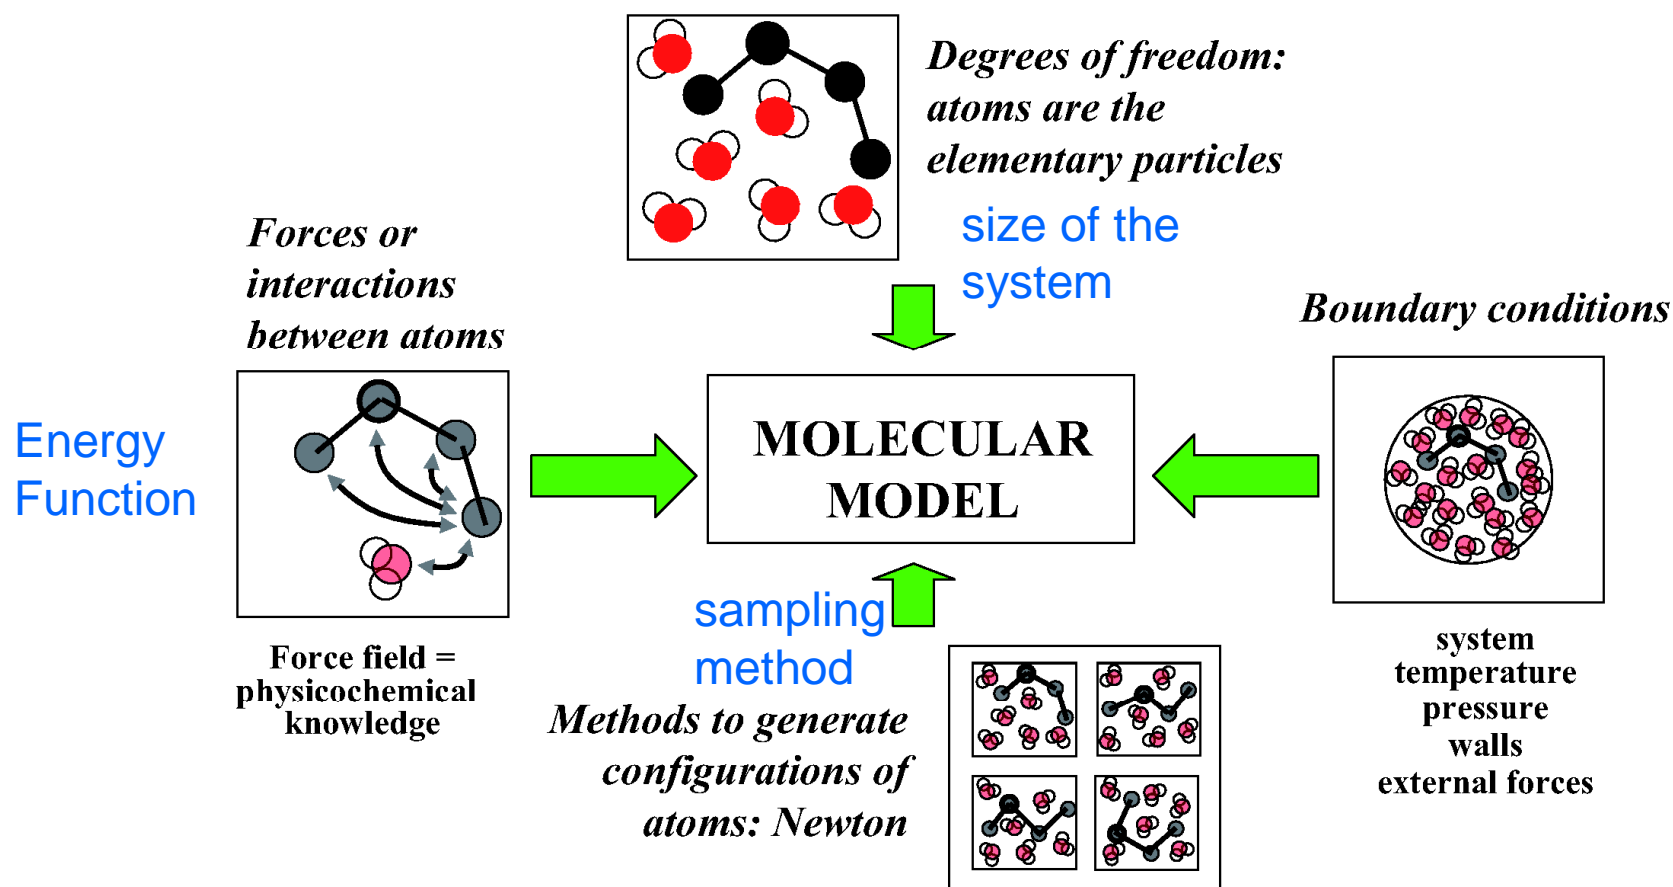 Degrees of freedom:
atoms are the
elementary particles
size of the
system
Forces or
interactions
between atoms
Energy
Function
Force field =
physicochemical
knowledge
MOLECULAR
MODEL
Boundary conditions
system
temperature
pressure
walls
external forces
sampling
method
Methods to generate
configurations of
atoms: Newton